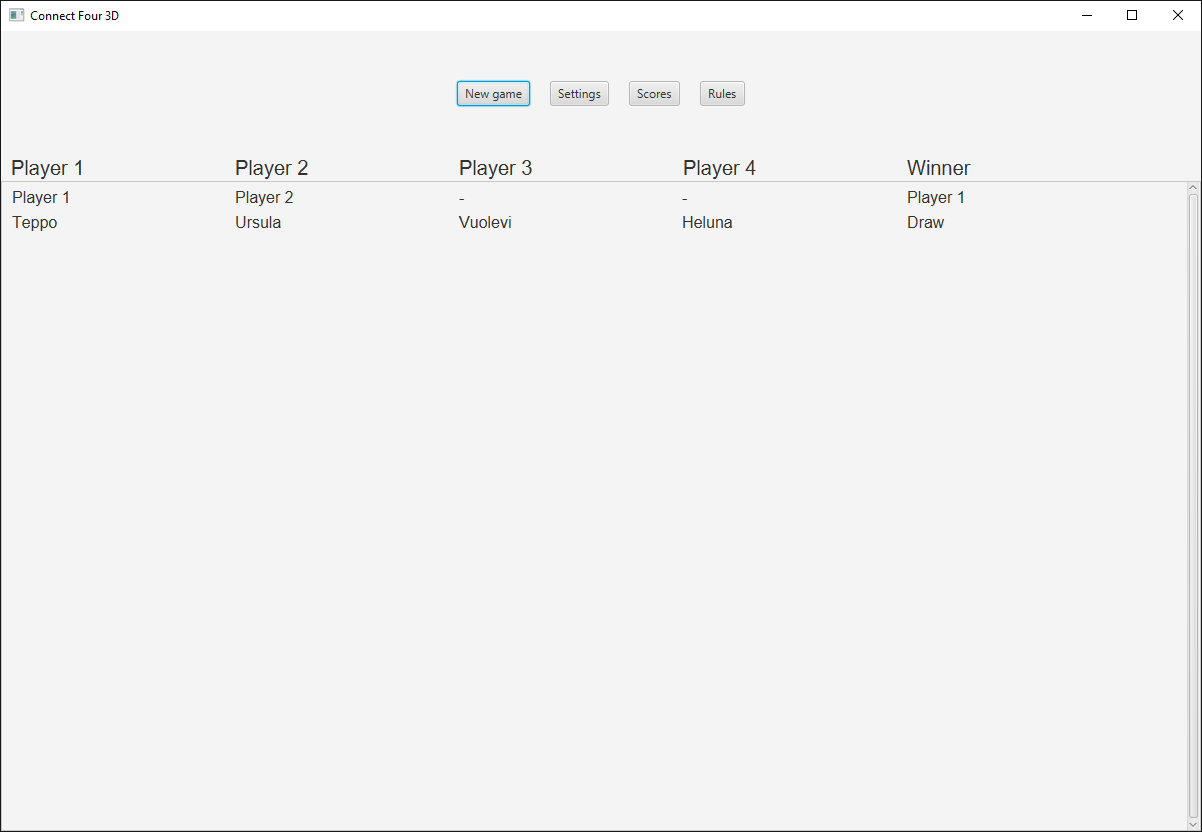 Connect Four 3D
New game Settings Scores Rules
Player 1 Player 2 Player 3 Player 4 Winner
Player 1 Player 2 - - Player 1
Teppo Ursula Vuolevi Heluna Draw